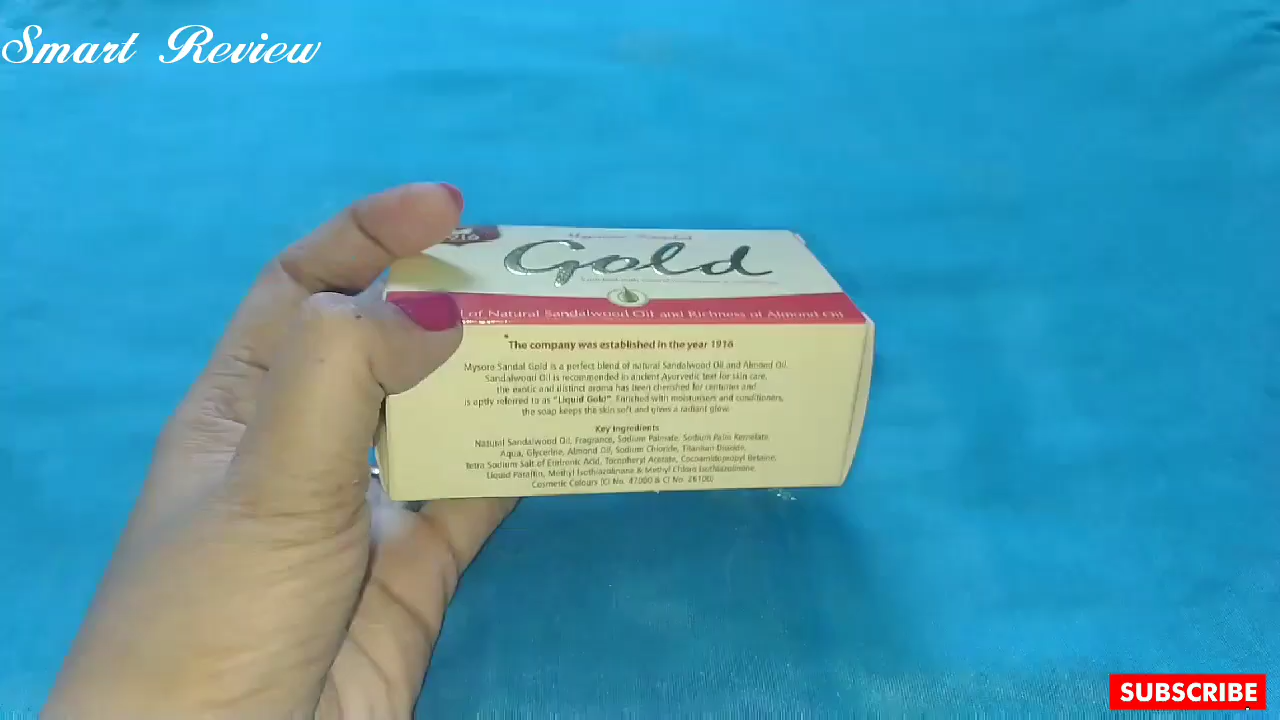 Smart Review
Mysore Sandal
Gold
of Natural Sandalwood Oil and Richness of Almond Oil
The company was established in the year 1916
Mysore Sandal Gold is a perfect blend of natural Sandalwood Oil and Almond Oil.
Sandalwood Oil is recommended in ancient Ayurvedic text for skin care,
the exotic and distinct aroma has been cherished for centuries and
is aptly referred to as "Liquid Gold". Enriched with moisturisers and conditioners,
the soap keeps the skin soft and gives a radiant glow.
Key Ingredients
Natural Sandalwood Oil, Fragrance, Sodium Palmate, Sodium Palm Kernelate,
Aqua, Glycerine, Almond Oil, Sodium Chloride, Titanium Dioxide,
Tetra Sodium Salt of Etidronic Acid, Tocopheryl Acetate, Cocoamidopropyl Betaine,
Liquid Paraffin, Methyl Isothiazolinone & Methyl Chloro Isothiazolinone,
Cosmetic Colours (CI No. 47000 & CI No. 26100)
SUBSCRIBE